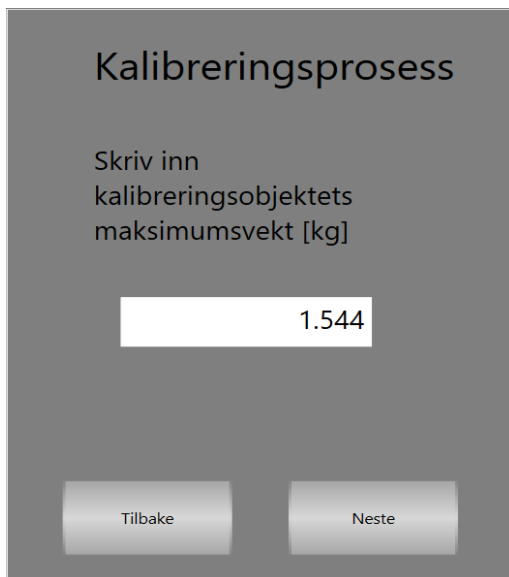 Kalibreringsprosess
Skriv inn
kalibreringsobjektets
maksimumsvekt [kg]
1.544
Tilbake
Neste